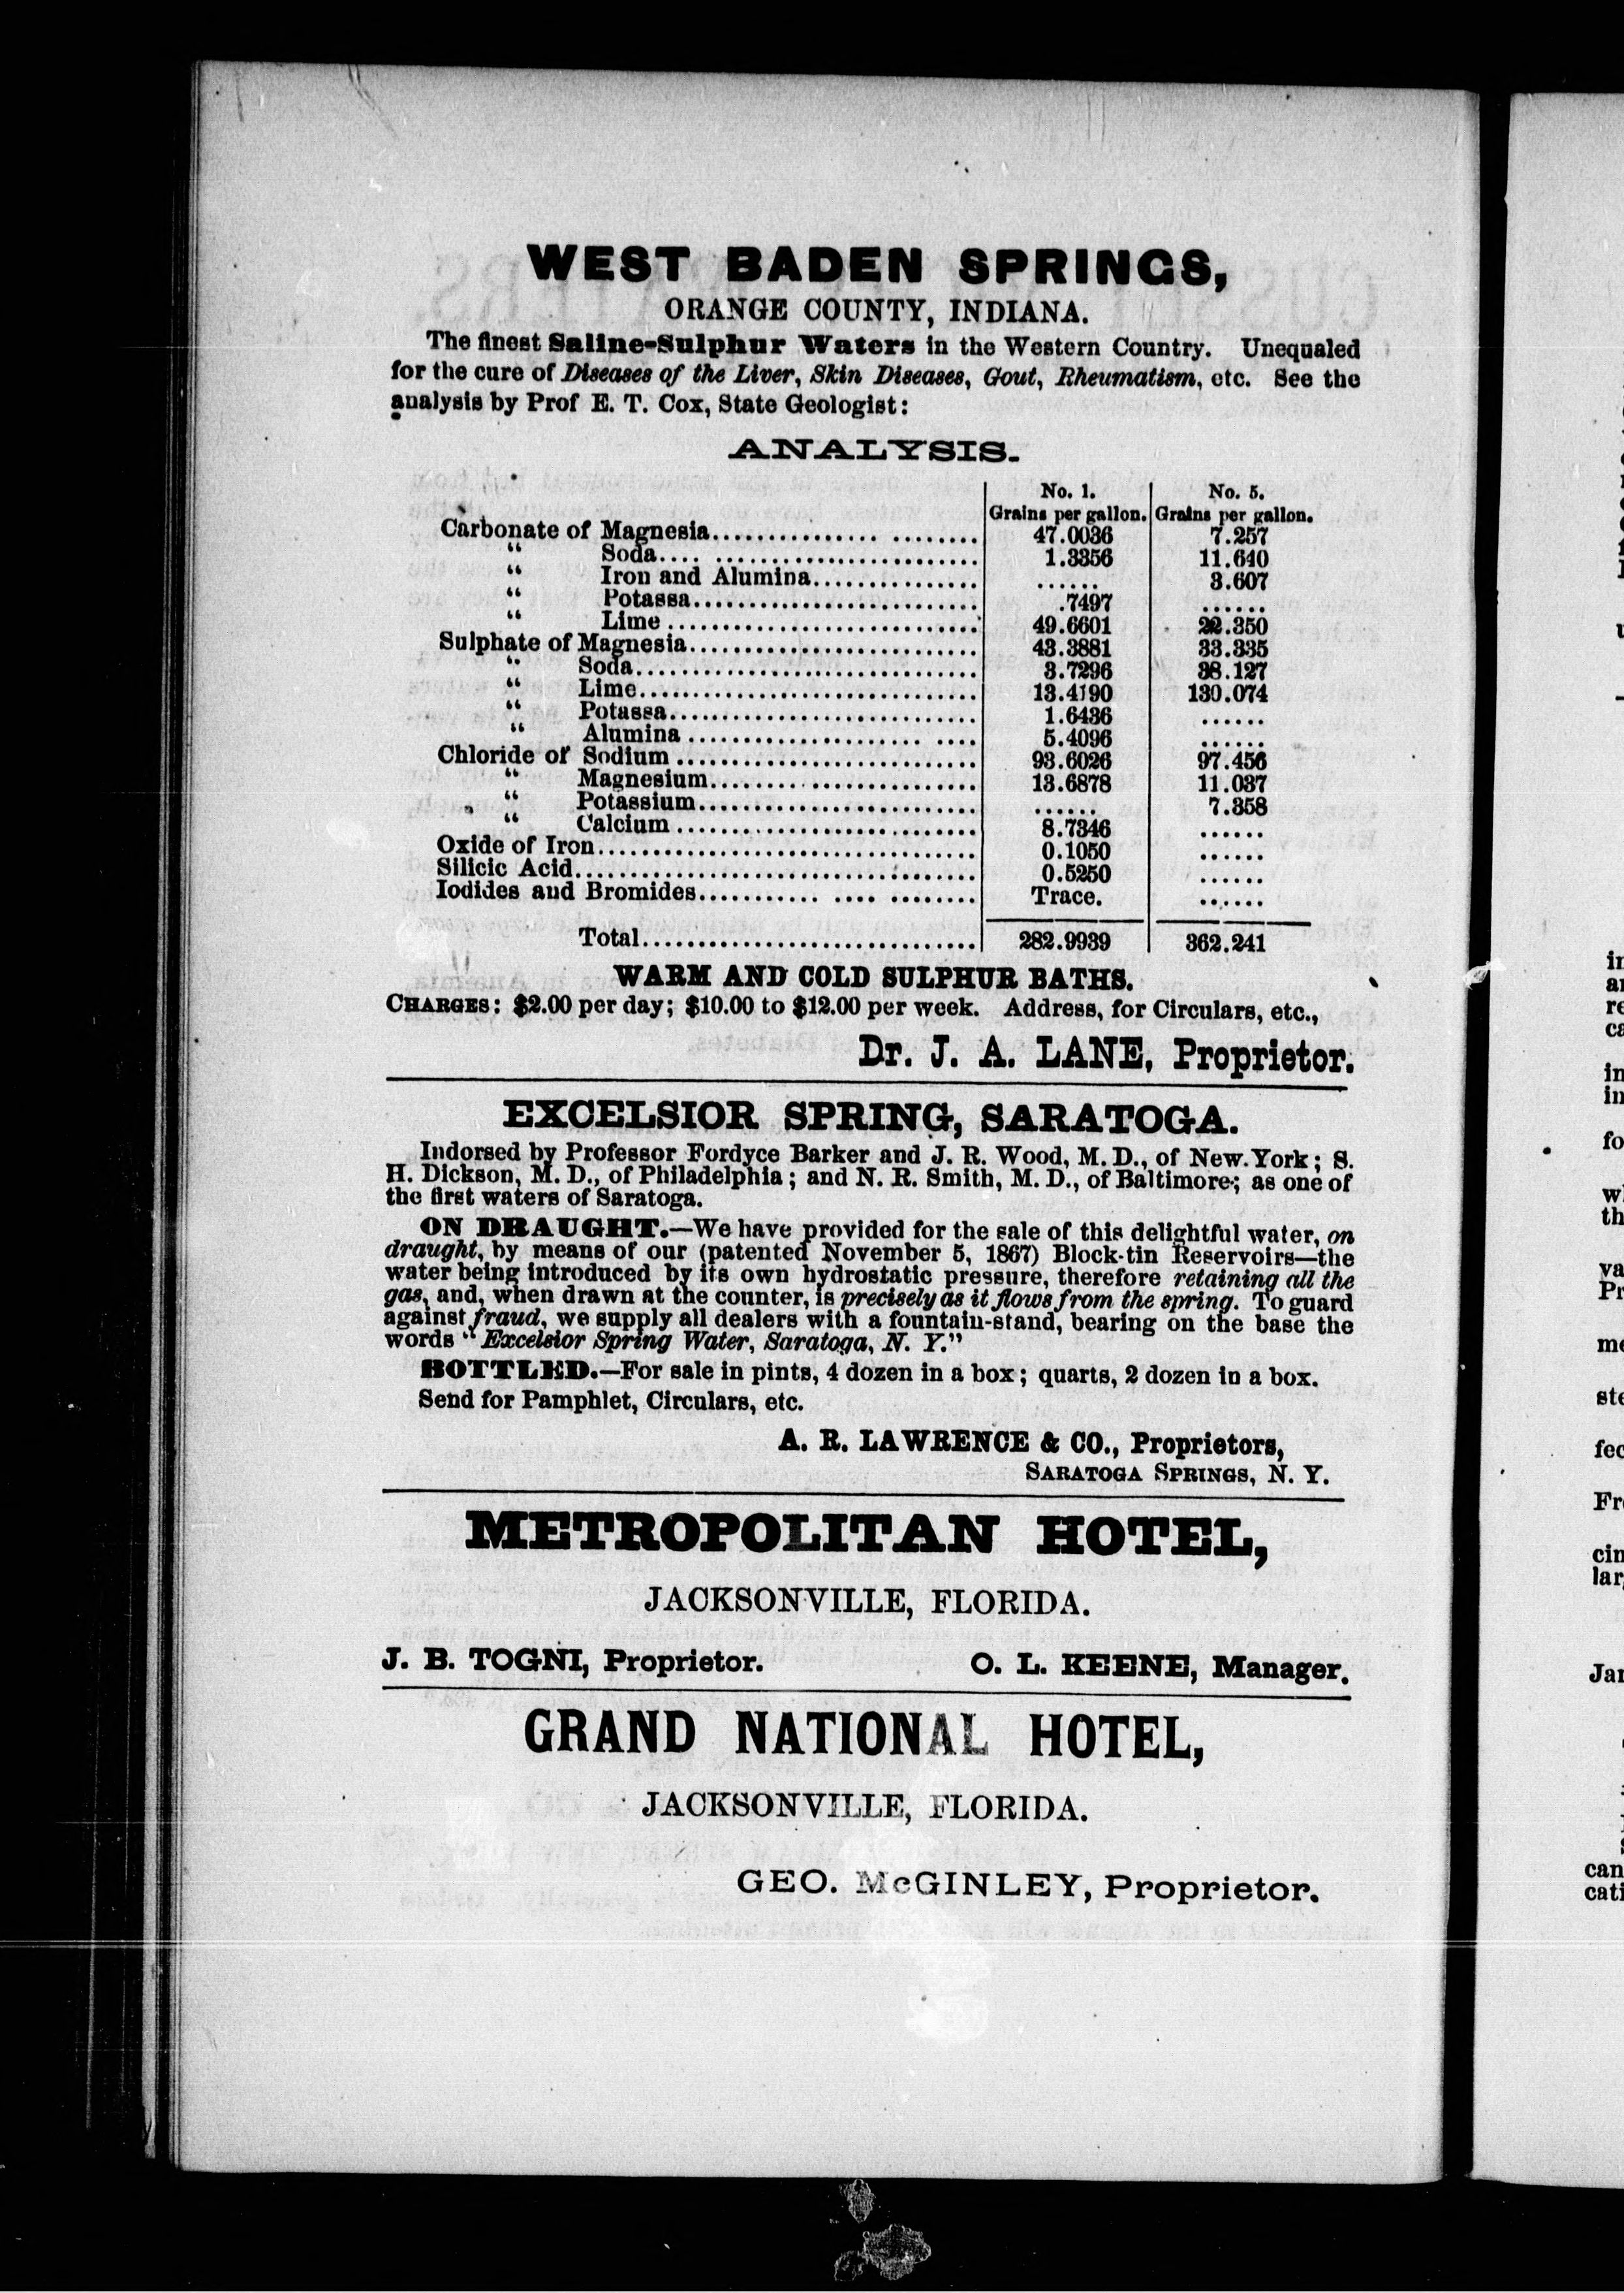 WEST BADEN SPRINGS,
ORANGE COUNTY, INDIANA.
The finest Saline-Sulphur Waters in the Western Country. Unequaled
for the cure of Diseases of the Liver, Skin Diseases, Gout, Rheumatism, etc. See the
analysis by Prof E. T. Cox, State Geologist:
ANALYSIS.
No. 1. No. 5.
Grains per gallon. Grains per gallon.
Carbonate of Magnesia............... ........ 47.0036 7.257
“ Soda.... ........................ 1.3356 11.640
“ Iron and Alumina............... ...... 3.607
“ Potassa.......................... .7497 ......
“ Lime ............................. 49.6601 22.350
Sulphate of Magnesia.......................... 43.3881 33.335
“ Soda............................... 3.7296 38.127
“ Lime............................... 13.4190 130.074
“ Potassa............................ 1.6436 ......
“ Alumina ..................... .... 5.4096 ......
Chloride of Sodium ........................... 93.6026 97.456
“ Magnesium........................ 13.6878 11.037
“ Potassium......................... ...... 7.358
“ Calcium ........................... 8.7346 ......
Oxide of Iron................................... 0.1050 ......
Silicic Acid..................................... 0.5250 ......
Iodides and Bromides........... .... ........ Trace. ......
Total.............................. 282.9939 362.241
WARM AND COLD SULPHUR BATHS.
CHARGES: $2.00 per day; $10.00 to $12.00 per week. Address, for Circulars, etc.,
Dr. J. A. LANE, Proprietor.
EXCELSIOR SPRING, SARATOGA.
Indorsed by Professor Fordyce Barker and J. R. Wood, M. D., of New York; S.
H. Dickson, M. D., of Philadelphia; and N. R. Smith, M. D., of Baltimore; as one of
the first waters of Saratoga.
ON DRAUGHT.—We have provided for the sale of this delightful water, on
draught, by means of our (patented November 5, 1867) Block-tin Reservoirs—the
water being introduced by its own hydrostatic pressure, therefore retaining all the
gas, and, when drawn at the counter, is precisely as it flows from the spring. To guard
against fraud, we supply all dealers with a fountain-stand, bearing on the base the
words “Excelsior Spring Water, Saratoga, N. Y.”
BOTTLED.—For sale in pints, 4 dozen in a box; quarts, 2 dozen in a box.
Send for Pamphlet, Circulars, etc.
A. R. LAWRENCE & CO., Proprietors,
SARATOGA SPRINGS, N. Y.
METROPOLITAN HOTEL,
JACKSONVILLE, FLORIDA.
J. B. TOGNI, Proprietor. O. L. KEENE, Manager.
GRAND NATIONAL HOTEL,
JACKSONVILLE, FLORIDA.
GEO. McGINLEY, Proprietor.